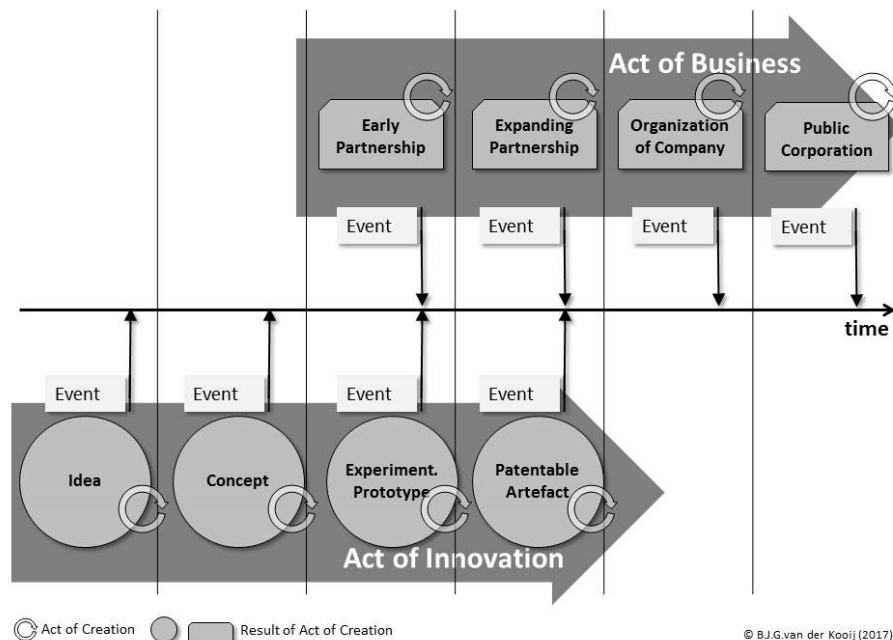 Act of Business
Early
Partnership
Expanding
Partnership
Organization
of Company
Public
Corporation
Event
Event
Event
Event
time
Event
Event
Event
Event
Idea
Concept
Experiment.
Prototype
Patentable
Artefact
Act of Innovation
Act of Creation
Result of Act of Creation
© B.J.G.van der Kooij (2017)